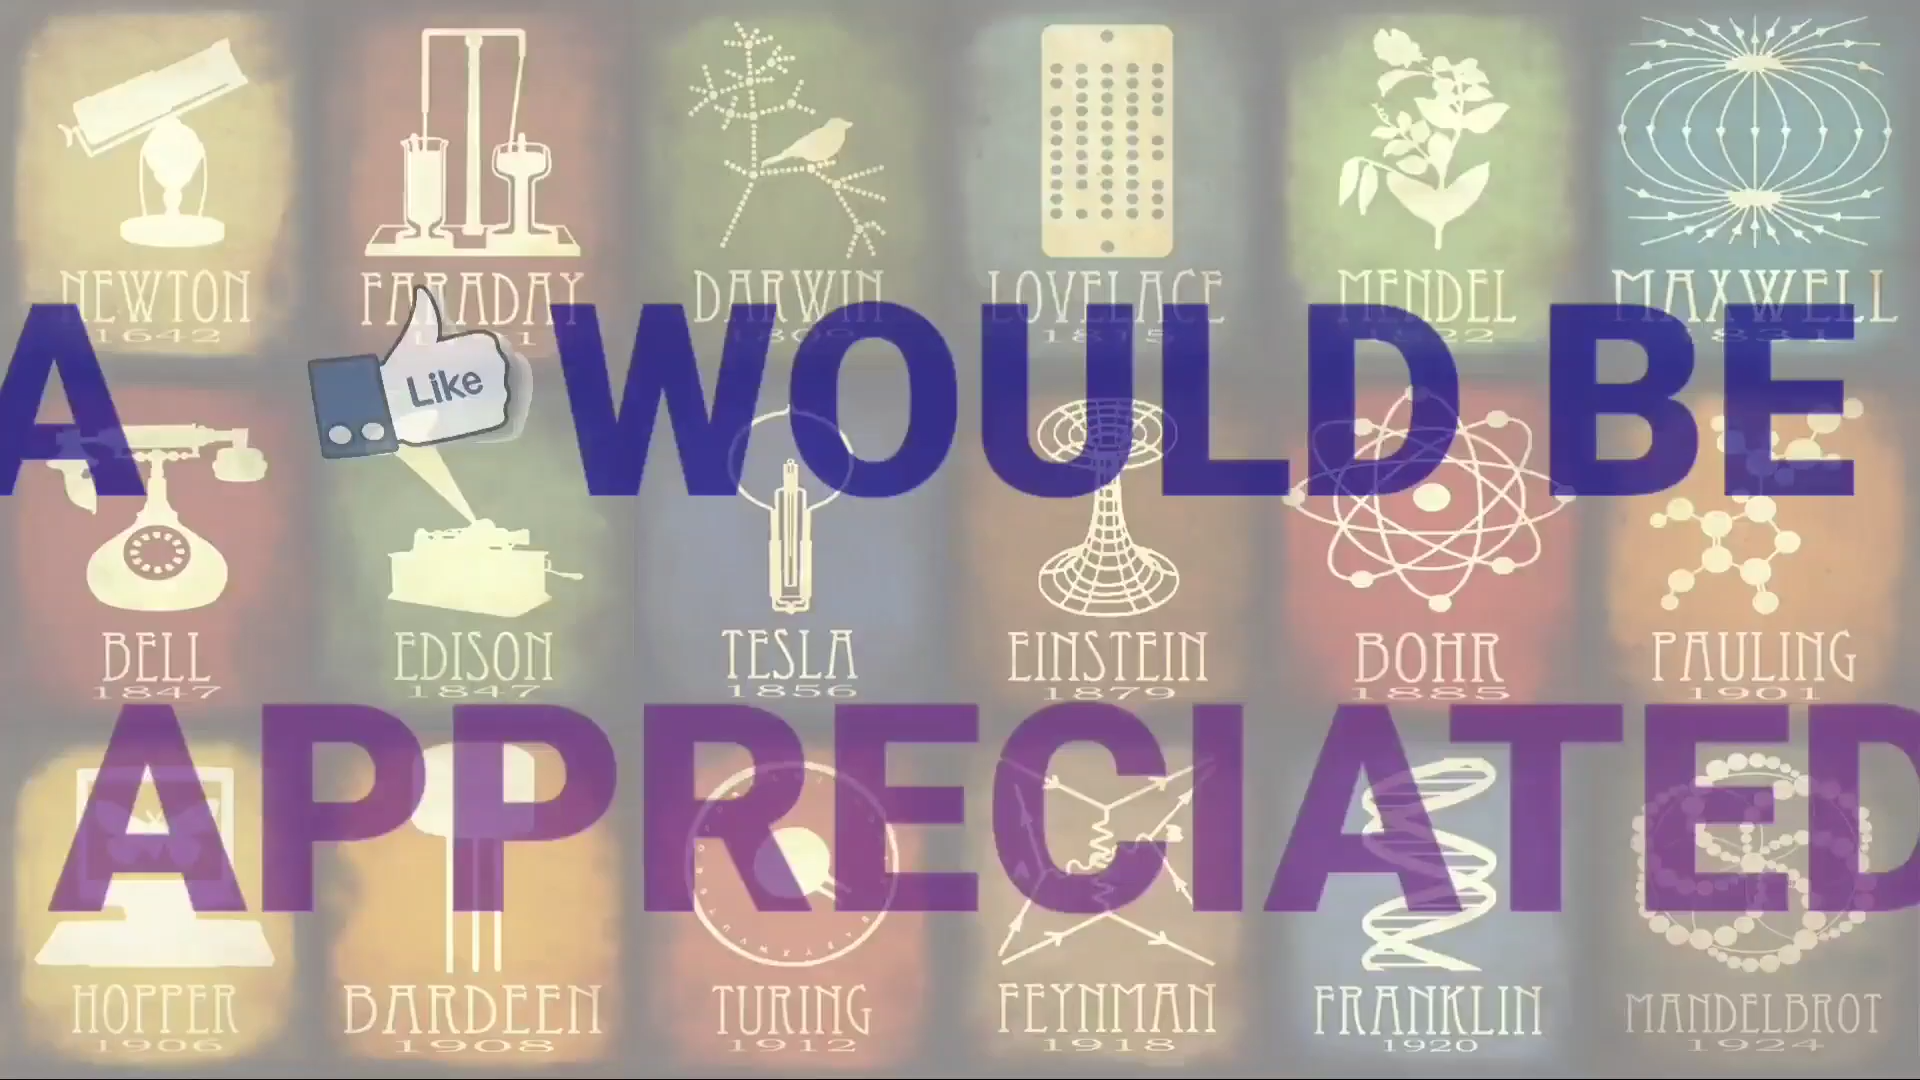 NEWTON FARADAY DARWIN LOVELACE MENDEL MAXWELL
1642 1815 1831
A Like WOULD BE
BELL EDISON TESLA EINSTEIN BOHR PAULING
1847 1847 1856 1879 1885 1901
APPRECIATED
HOPPER BARDEEN TURING FEYNMAN FRANKLIN MANDELBROT
1906 1908 1912 1918 1920 1924